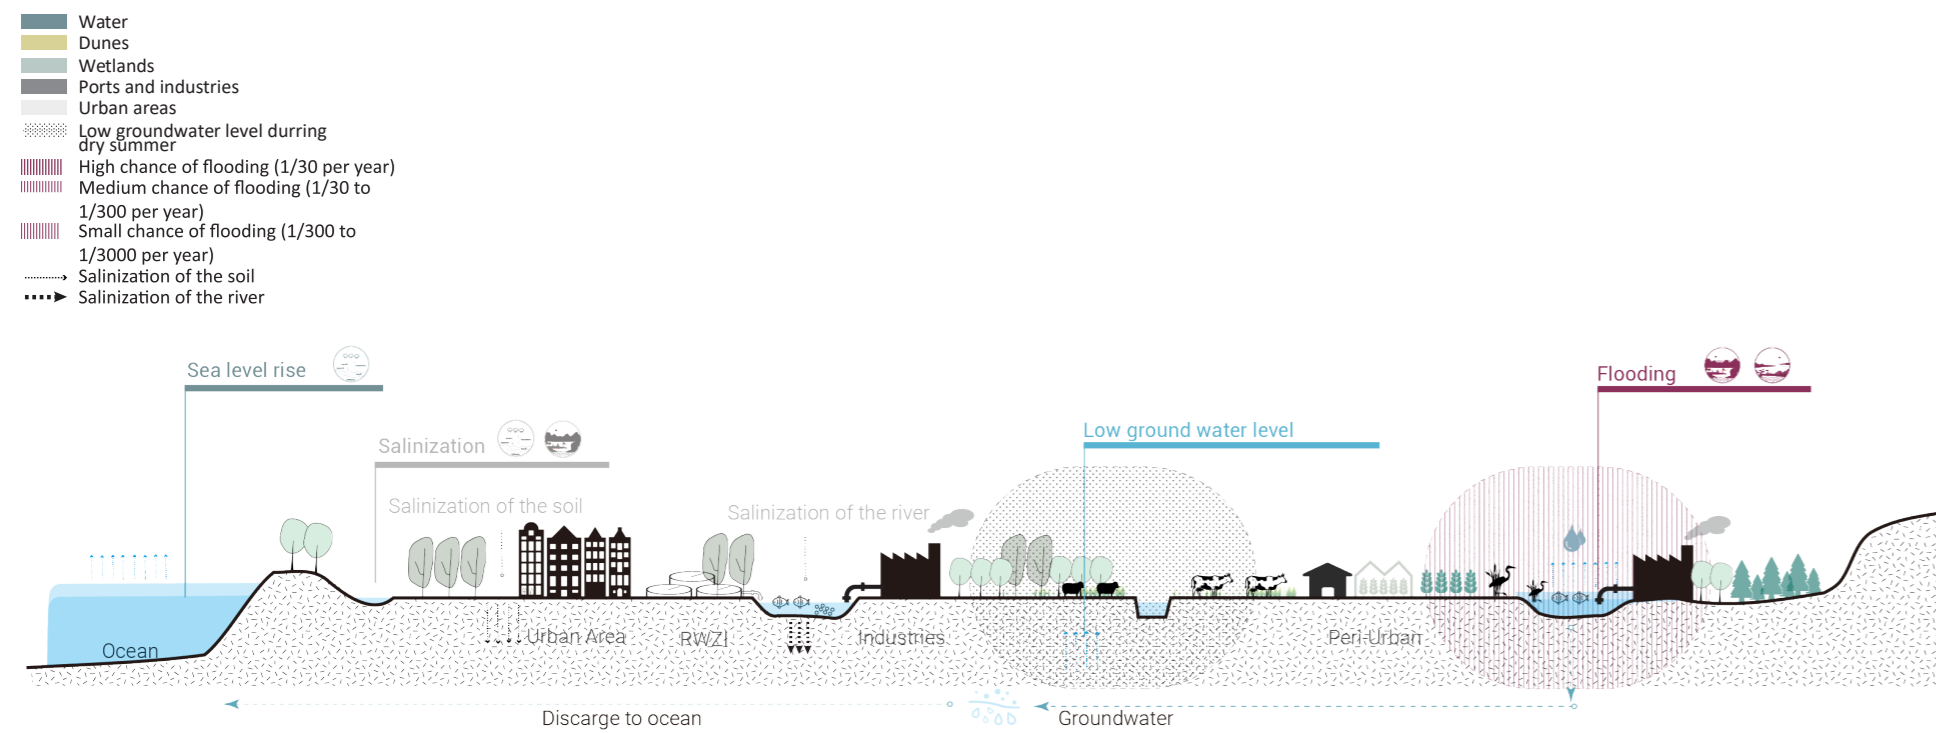 Water
Dunes
Wetlands
Ports and industries
Urban areas
Low groundwater level durring
dry summer
High chance of flooding (1/30 per year)
Medium chance of flooding (1/30 to
1/300 per year)
Small chance of flooding (1/300 to
1/3000 per year)
Salinization of the soil
Salinization of the river
Sea level rise
Flooding
Low ground water level
Salinization
Salinization of the soil
Salinization of the river
Ocean
Urban Area
RWZI
Industries
Peri-Urban
Discarge to ocean
Groundwater